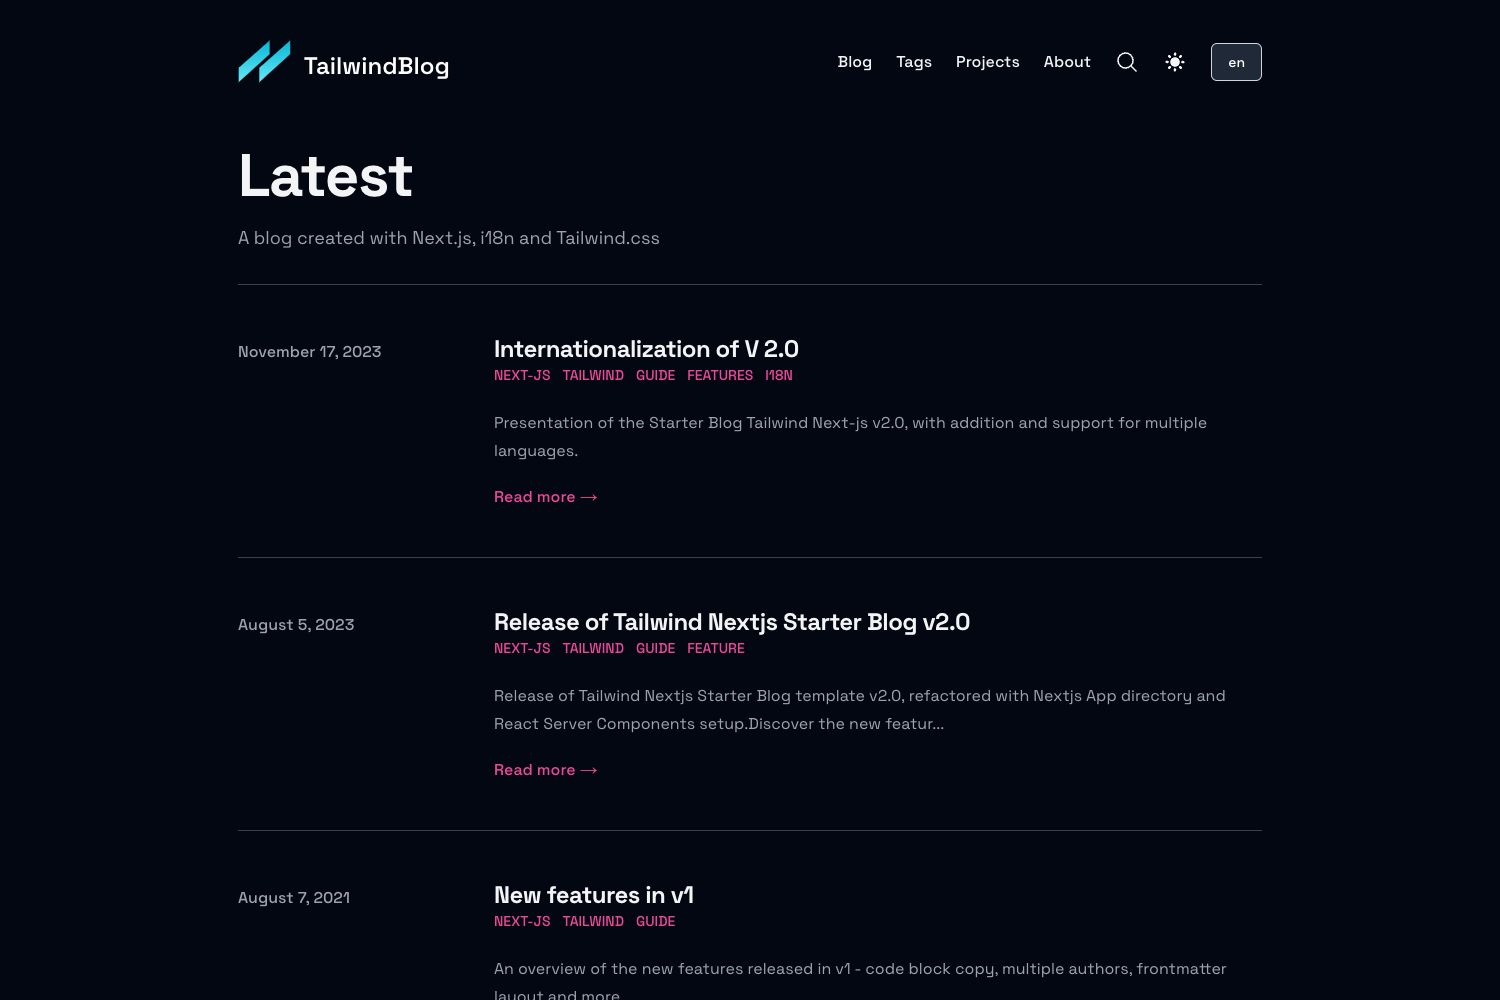 TailwindBlog
Blog Tags Projects About en
Latest
A blog created with Next.js, i18n and Tailwind.css
November 17, 2023
Internationalization of V 2.0
NEXT-JS TAILWIND GUIDE FEATURES I18N
Presentation of the Starter Blog Tailwind Next-js v2.0, with addition and support for multiple
languages.
Read more →
August 5, 2023
Release of Tailwind Nextjs Starter Blog v2.0
NEXT-JS TAILWIND GUIDE FEATURE
Release of Tailwind Nextjs Starter Blog template v2.0, refactored with Nextjs App directory and
React Server Components setup.Discover the new featur...
Read more →
August 7, 2021
New features in v1
NEXT-JS TAILWIND GUIDE
An overview of the new features released in v1 - code block copy, multiple authors, frontmatter
layout and more